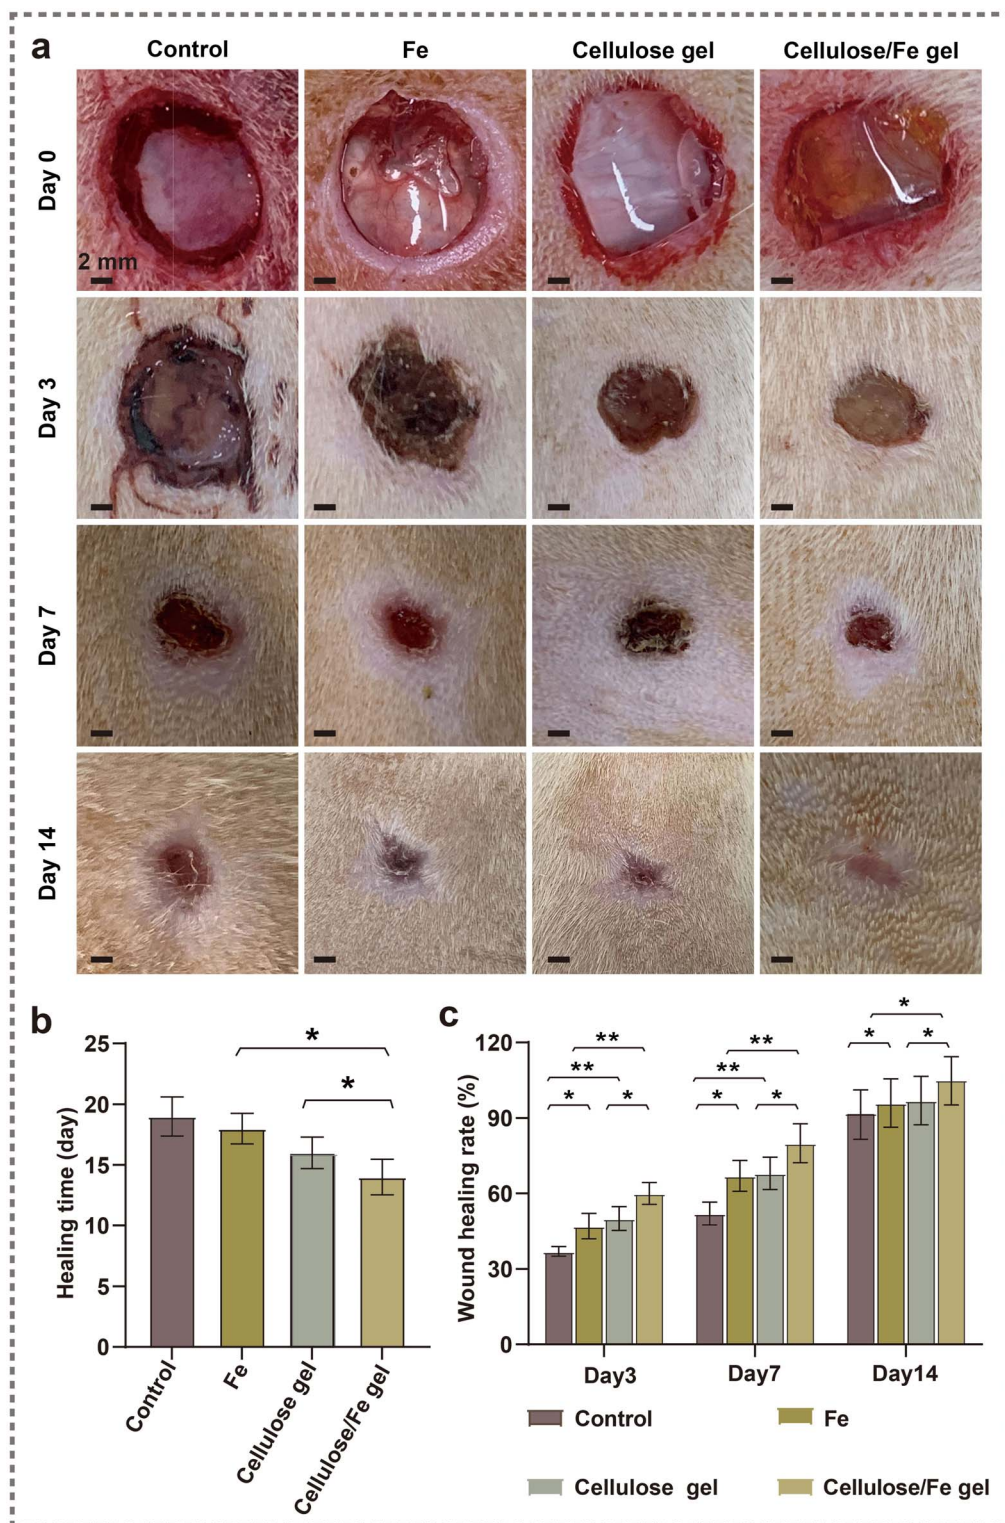 a
Control Fe Cellulose gel Cellulose/Fe gel
Day 0
2 mm
Day 3
Day 7
Day 14
b
Healing time (day)
25
20
15
10
5
0
* 
*
Control
Fe
Cellulose gel
Cellulose/Fe gel
c
Wound healing rate (%)
120
90
60
30
0
**
**
* *
**
**
* *
*
* *
Day3 Day7 Day14
Control Fe
Cellulose gel Cellulose/Fe gel